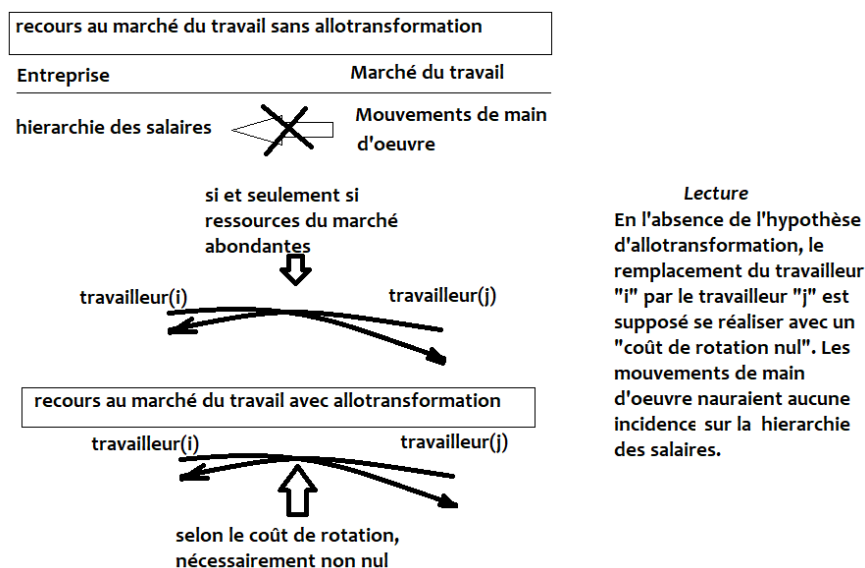 recours au marché du travail sans allotransformation
Entreprise
Marché du travail
hierarchie des salaires
Mouvements de main
d'oeuvre
si et seulement si
ressources du marché
abondantes
travailleur(i)
travailleur(j)
recours au marché du travail avec allotransformation
travailleur(i)
travailleur(j)
selon le coût de rotation,
nécessairement non nul
Lecture
En l'absence de l'hypothèse
d'allotransformation, le
remplacement du travailleur
"i" par le travailleur "j" est
supposé se réaliser avec un
"coût de rotation nul". Les
mouvements de main
d'oeuvre nauraient aucune
incidence sur la hierarchie
des salaires.